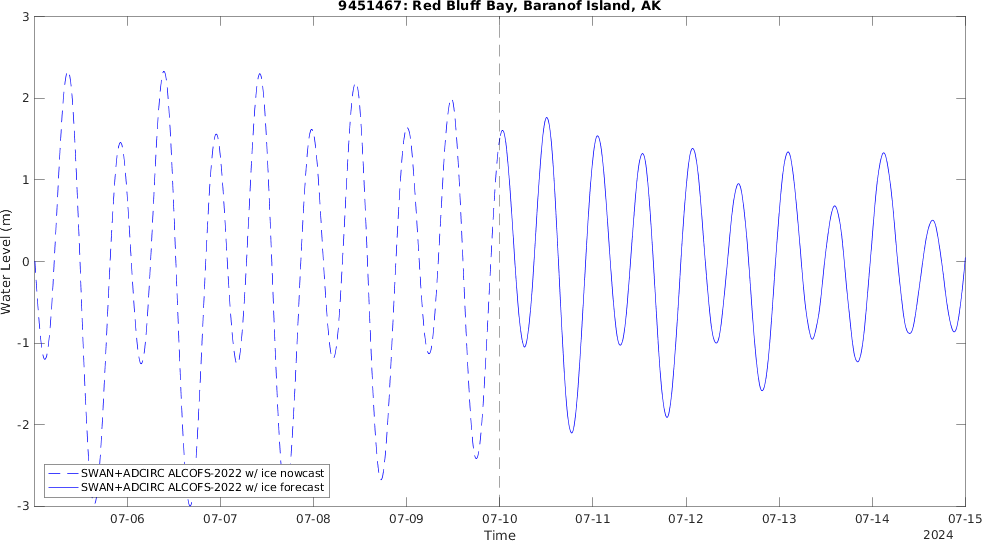 9451467: Red Bluff Bay, Baranof Island, AK
3
2
1
0
-1
-2
-3
Water Level (m)
SWAN+ADCIRC ALCOFS-2022 w/ ice nowcast
SWAN+ADCIRC ALCOFS-2022 w/ ice forecast
07-06 07-07 07-08 07-09 07-10 07-11 07-12 07-13 07-14 07-15
Time
2024